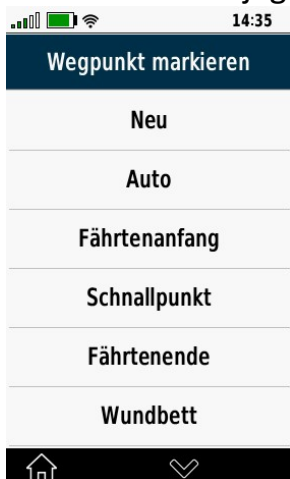 14:35
Wegpunkt markieren
Neu
Auto
Fährtenanfang
Schnallpunkt
Fährtenende
Wundbett